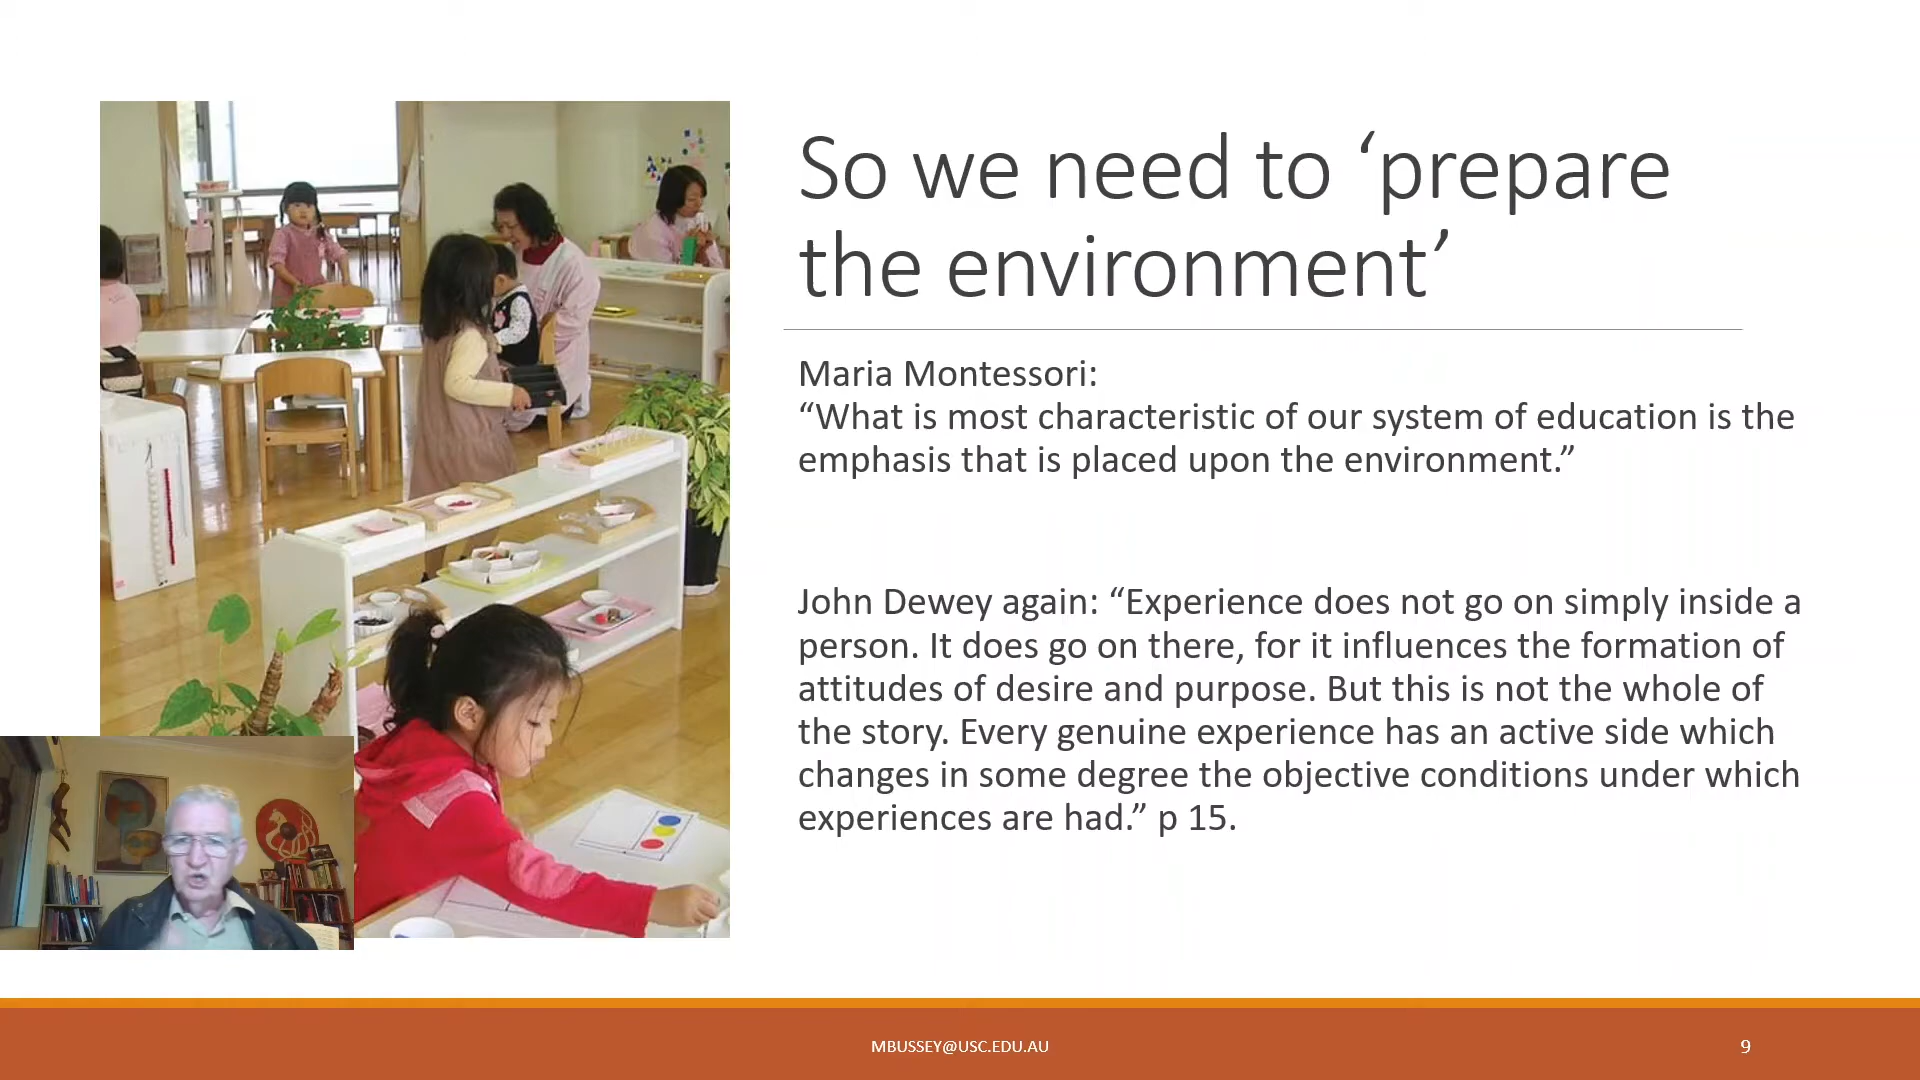 So we need to ‘prepare
the environment’
Maria Montessori:
“What is most characteristic of our system of education is the
emphasis that is placed upon the environment.”
John Dewey again: “Experience does not go on simply inside a
person. It does go on there, for it influences the formation of
attitudes of desire and purpose. But this is not the whole of
the story. Every genuine experience has an active side which
changes in some degree the objective conditions under which
experiences are had.” p 15.
MBUSSEY@USC.EDU.AU
9